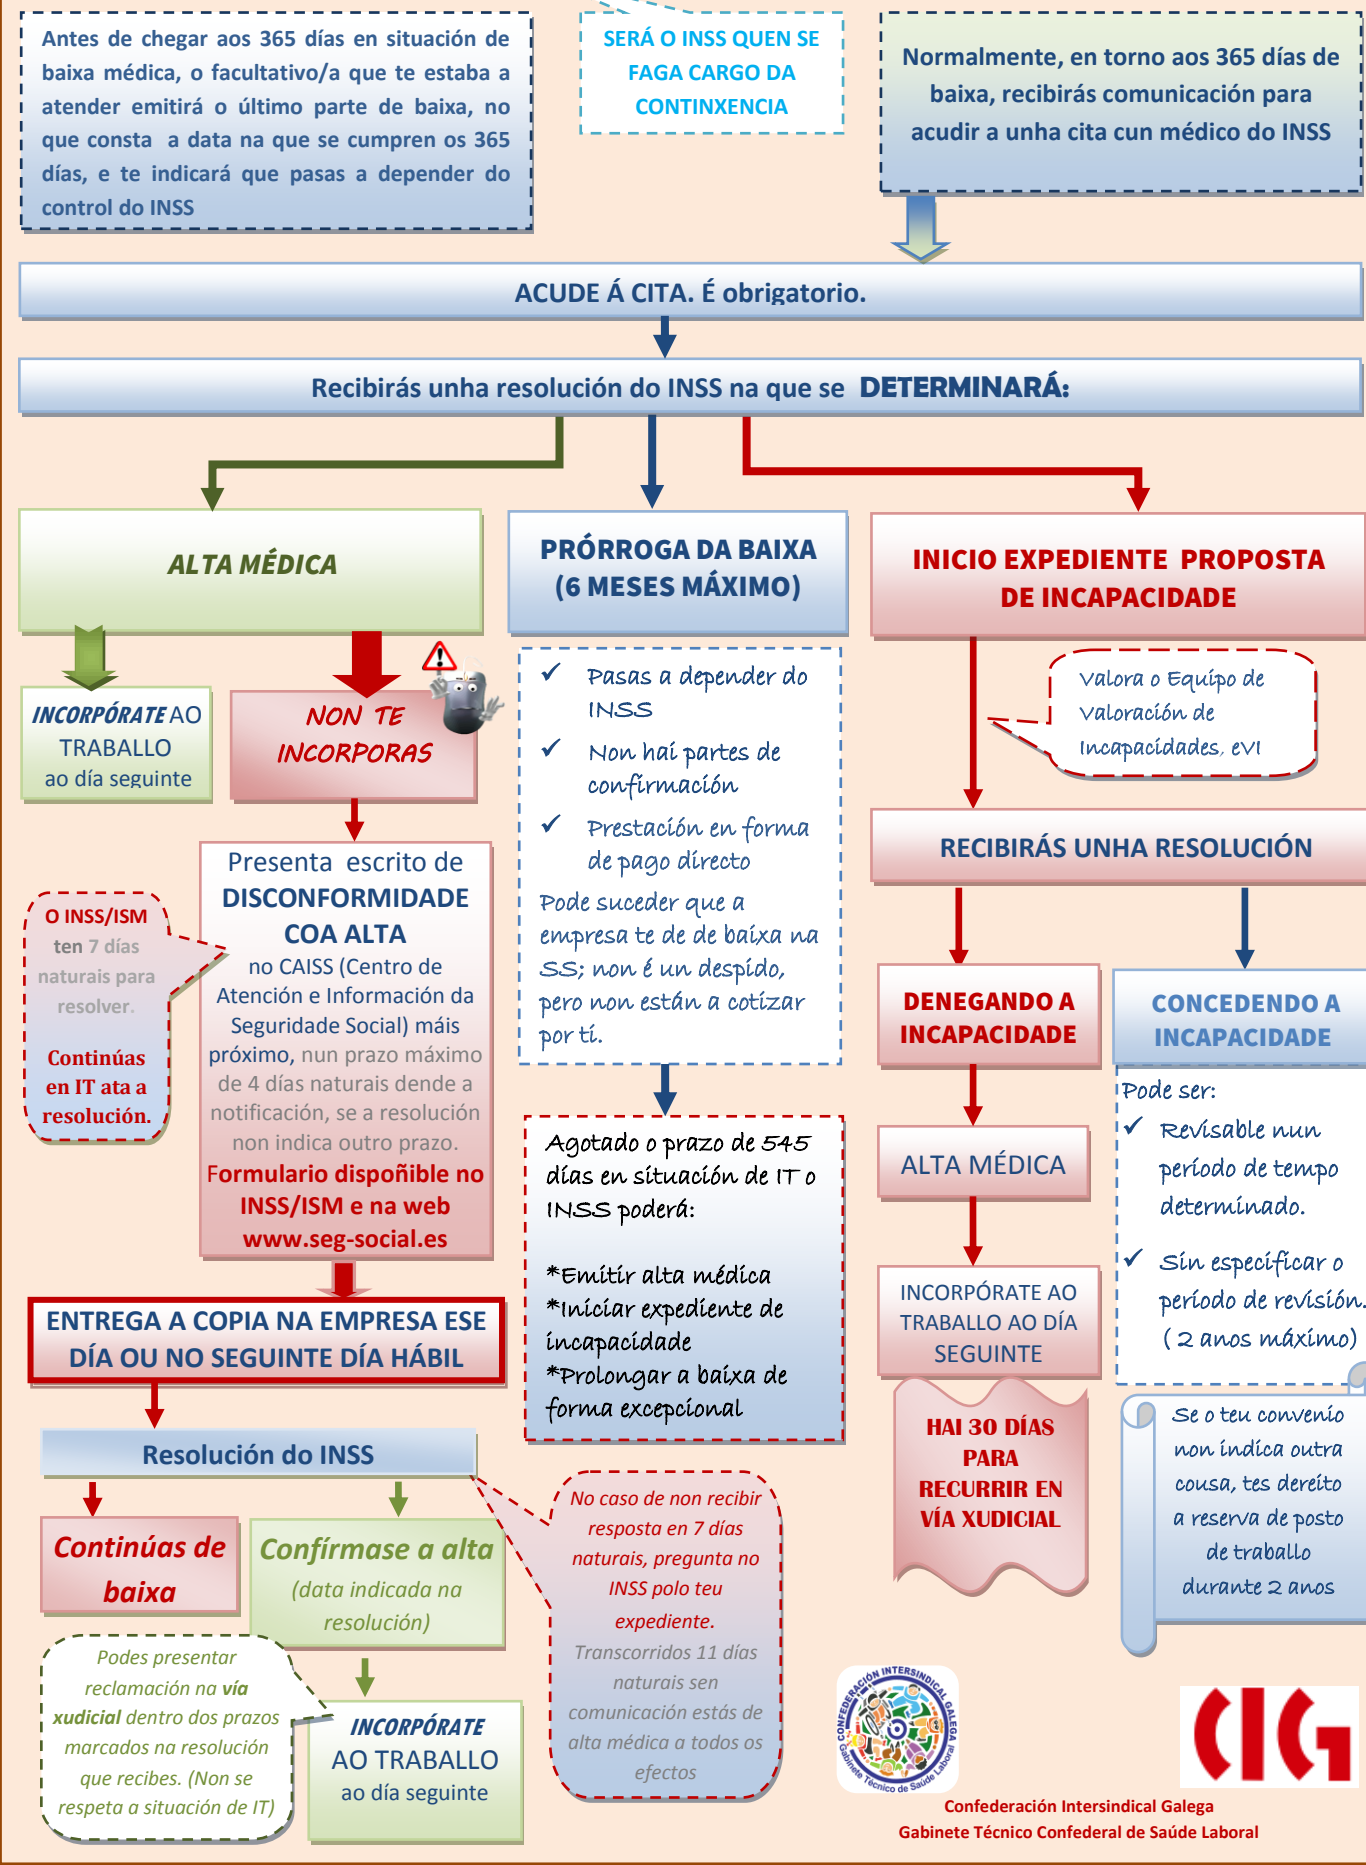 Antes de chegar aos 365 días en situación de
baixa médica, o facultativo/a que te estaba a
atender emitirá o último parte de baixa, no
que consta a data na que se cumpren os 365
días, e te indicará que pasas a depender do
control do INSS
SERÁ O INSS QUEN SE
FAGA CARGO DA
CONTINXENCIA
Normalmente, en torno aos 365 días de
baixa, recibirás comunicación para
acudir a unha cita cun médico do INSS
ACUDE Á CITA. É obrigatorio.
Recibirás unha resolución do INSS na que se DETERMINARÁ:
ALTA MÉDICA
INCORPÓRATE AO
TRABALLO
ao día seguinte
NON TE
INCORPORAS
Presenta escrito de
DISCONFORMIDADE
COA ALTA
no CAISS (Centro de
Atención e Información da
Seguridade Social) máis
próximo, nun prazo máximo
de 4 días naturais dende a
notificación, se a resolución
non indica outro prazo.
Formulario dispoñible no
INSS/ISM e na web
www.seg-social.es
O INSS/ISM
ten 7 días
naturais para
resolver.
Continúas
en IT ata a
resolución.
ENTREGA A COPIA NA EMPRESA ESE
DÍA OU NO SEGUINTE DÍA HÁBIL
Resolución do INSS
Continúas de
baixa
Confírmase a alta
(data indicada na
resolución)
Podes presentar
reclamación na vía
xudicial dentro dos prazos
marcados na resolución
que recibes. (Non se
respeta a situación de IT)
INCORPÓRATE
AO TRABALLO
ao día seguinte
No caso de non recibir
resposta en 7 días
naturais, pregunta no
INSS polo teu
expediente.
Transcorridos 11 días
naturais sen
comunicación estás de
alta médica a todos os
efectos
PRÓRROGA DA BAIXA
(6 MESES MÁXIMO)
✓ Pasas a depender do
INSS
✓ Non hai partes de
confirmación
✓ Prestación en forma
de pago directo
Pode suceder que a
empresa te de de baixa na
SS; non é un despido,
pero non están a cotizar
por ti.
Agotado o prazo de 545
días en situación de IT o
INSS poderá:
*Emitir alta médica
*Iniciar expediente de
incapacidade
*Prolongar a baixa de
forma excepcional
INICIO EXPEDIENTE PROPOSTA
DE INCAPACIDADE
Valora o Equipo de
Valoración de
Incapacidades, eVI
RECIBIRÁS UNHA RESOLUCIÓN
DENEGANDO A
INCAPACIDADE
ALTA MÉDICA
INCORPÓRATE AO
TRABALLO AO DÍA
SEGUINTE
HAI 30 DÍAS
PARA
RECURRIR EN
VÍA XUDICIAL
CONCEDENDO A
INCAPACIDADE
Pode ser:
✓ Revisable nun
período de tempo
determinado.
✓ Sin especificar o
período de revisión.
( 2 anos máximo)
Se o teu convenio
non indica outra
cousa, tes dereito
a reserva de posto
de traballo
durante 2 anos
CONFEDERACIÓN INTERSINDICAL GALEGA
Gabinete Técnico de Saúde Laboral
CIG
Confederación Intersindical Galega
Gabinete Técnico Confederal de Saúde Laboral